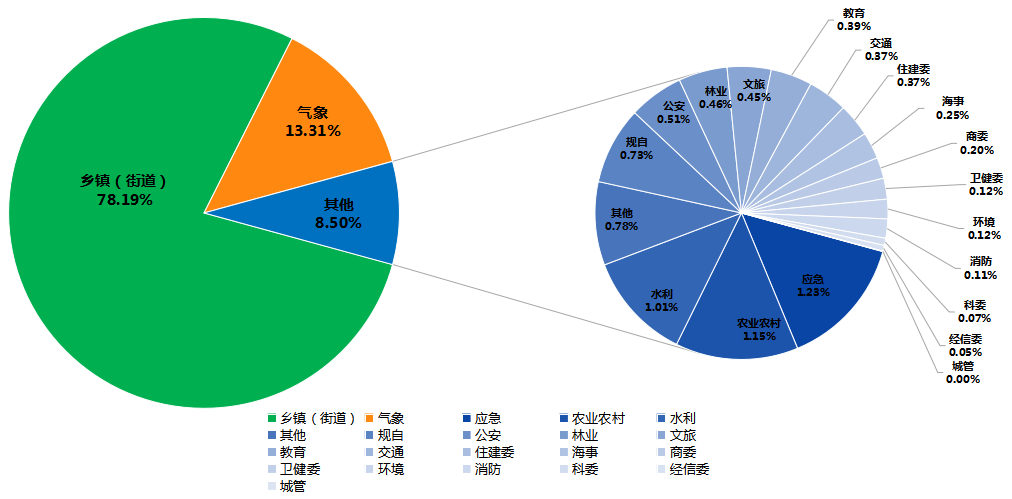 乡镇（街道）
78.19%
气象
13.31%
其他
8.50%
应急
1.23%
农业农村
1.15%
水利
1.01%
其他
0.78%
规自
0.73%
公安
0.51%
林业
0.46%
文旅
0.45%
教育
0.39%
交通
0.37%
住建委
0.37%
海事
0.25%
商委
0.20%
卫健委
0.12%
环境
0.12%
消防
0.11%
科委
0.07%
经信委
0.05%
城管
0.00%
乡镇（街道） 气象 应急 农业农村 水利
其他 规自 公安 林业 文旅
教育 交通 住建委 海事 商委
卫健委 环境 消防 科委 经信委
城管